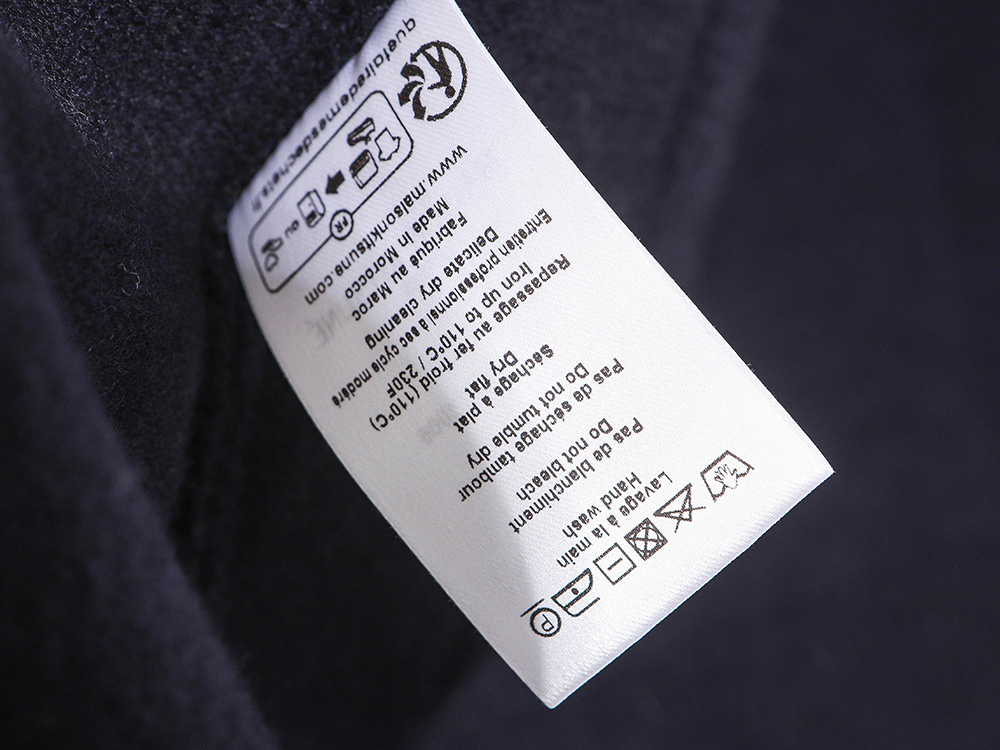 P
Lavage à la main
Hand wash
Pas de blanchiment
Do not bleach
Pas de séchage tambour
Do not tumble dry
Séchage à plat
Dry flat
Repassage au fer froid (110°C)
Iron up to 110°C / 230F
Entretien professionnel à sec cycle modéré
Delicate dry cleaning
Fabriqué au Maroc
Made in Morocco
www.maisonkitsune.com
FR
ou
quefairedemesdechets.fr